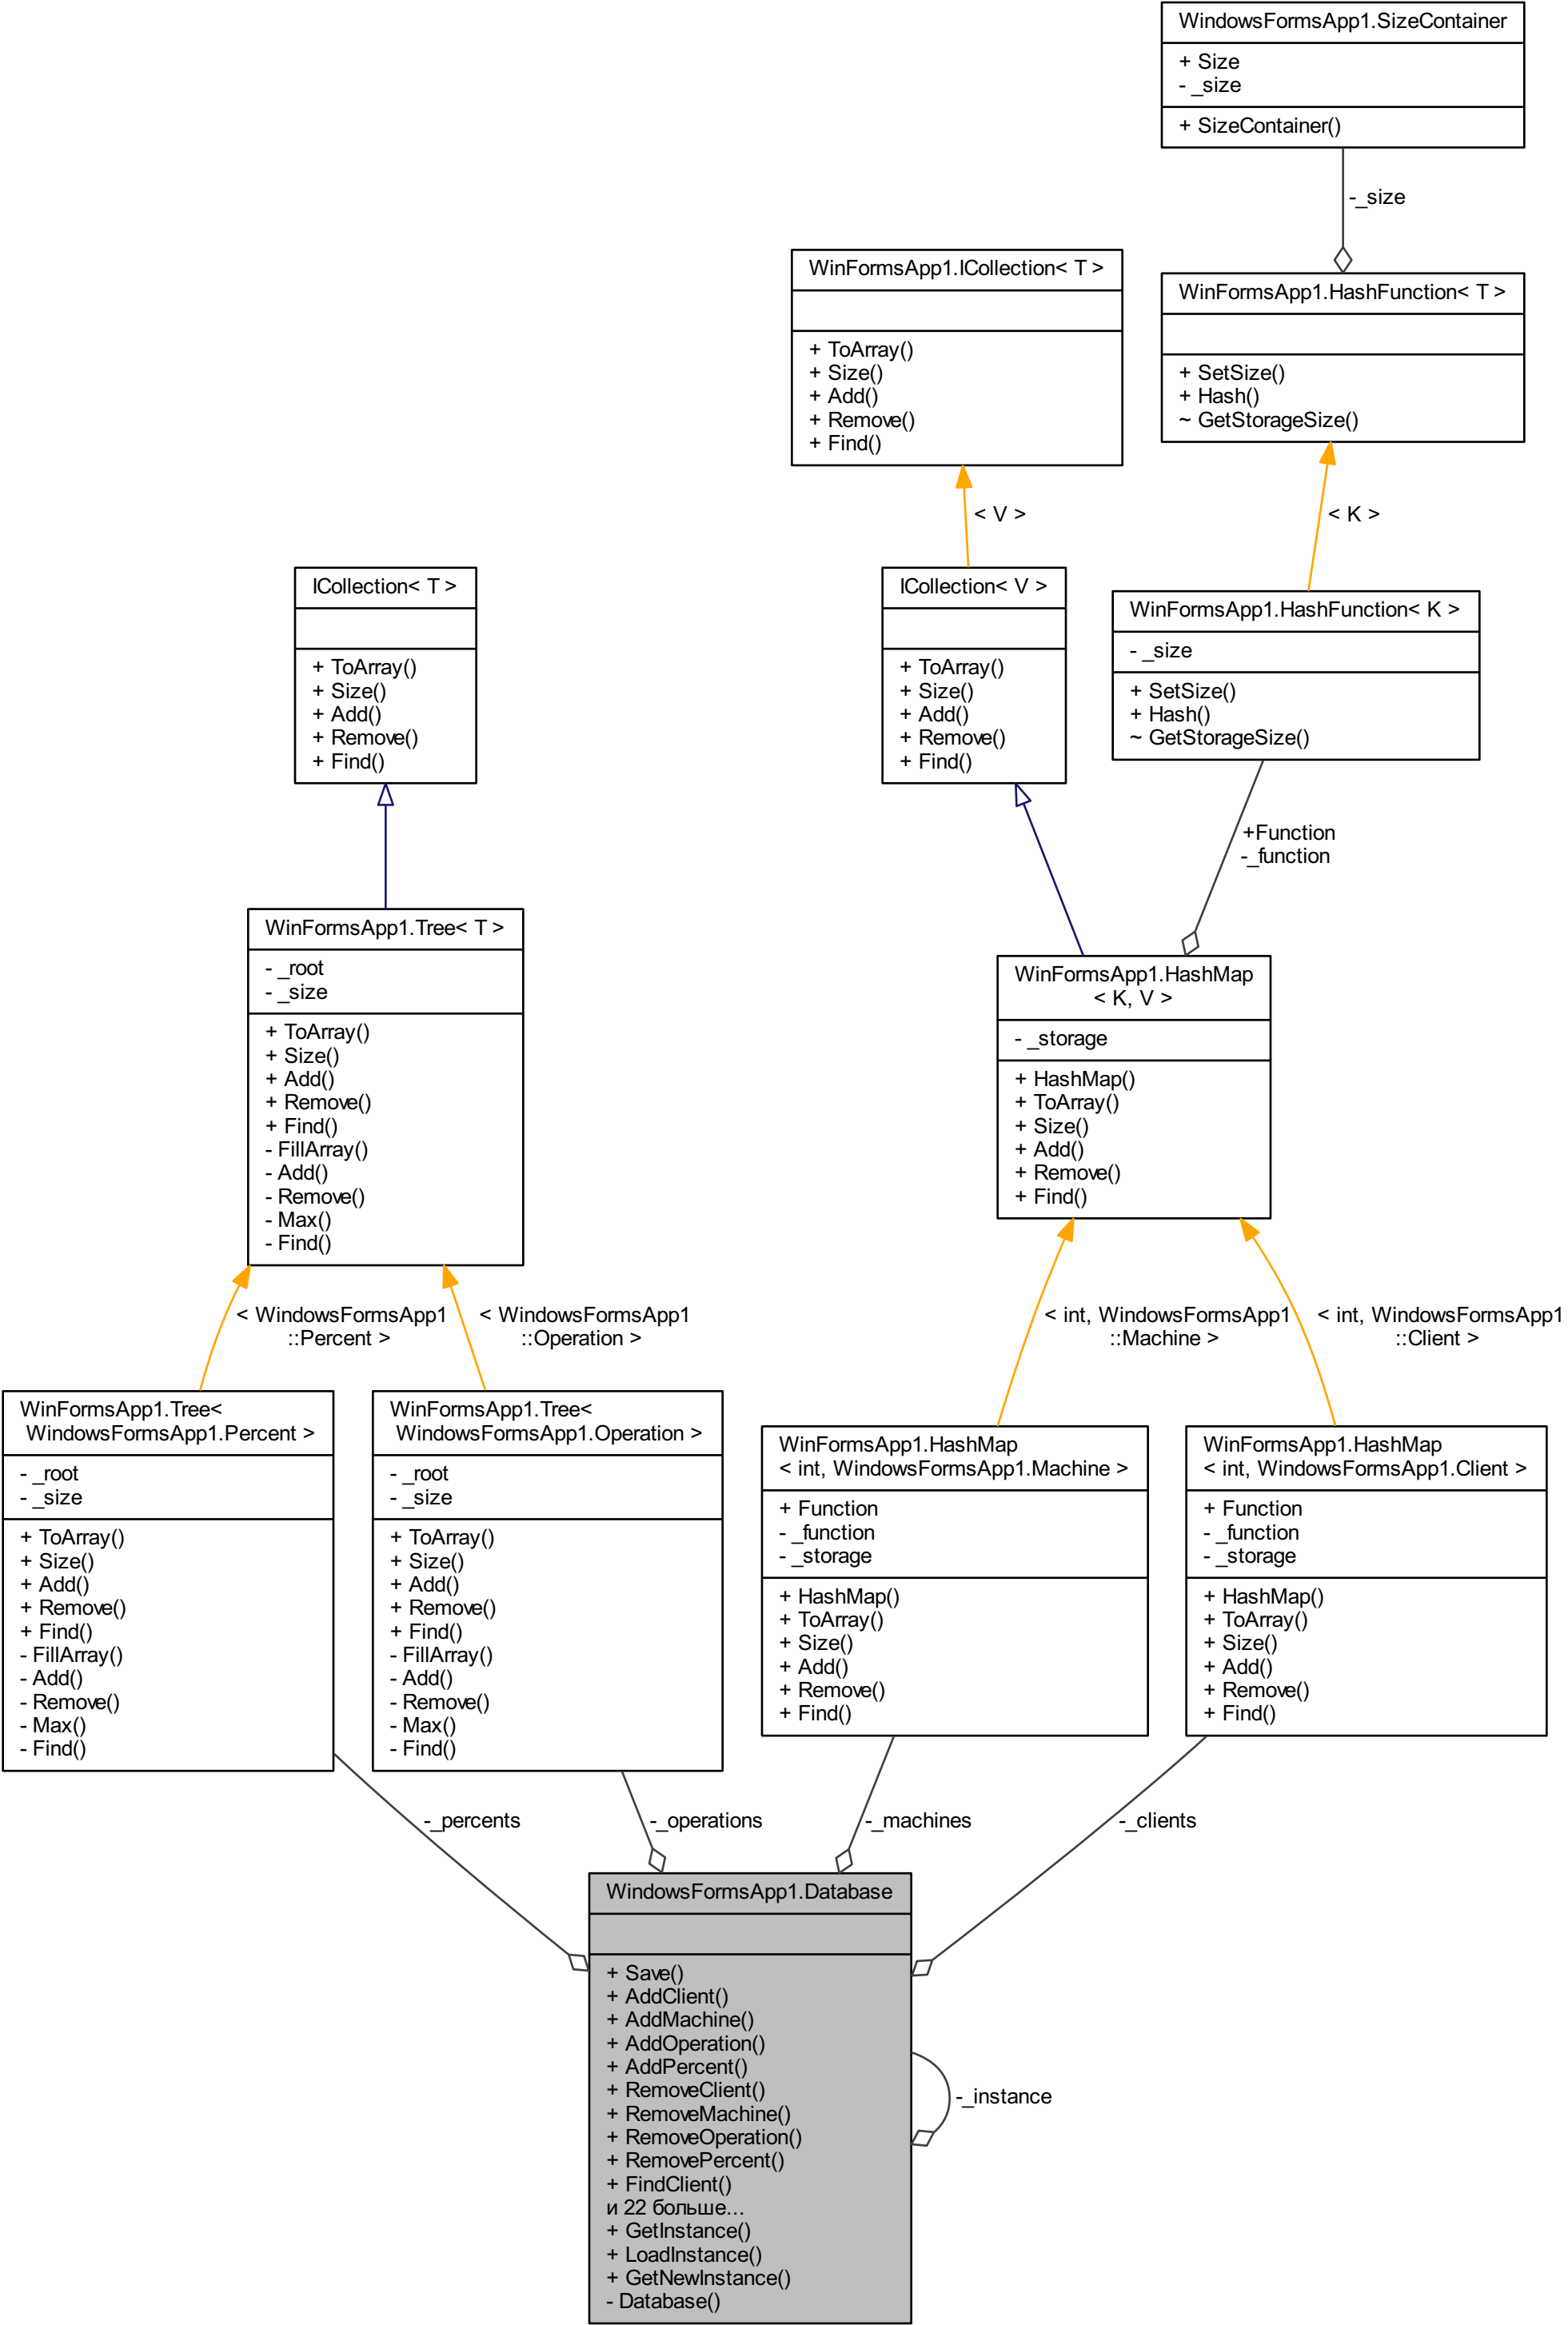 WindowsFormsApp1.SizeContainer
+ Size
- _size
+ SizeContainer()
-_size
WinFormsApp1.ICollection< T >
+ ToArray()
+ Size()
+ Add()
+ Remove()
+ Find()
WinFormsApp1.HashFunction< T >
+ SetSize()
+ Hash()
~ GetStorageSize()
< V >
< K >
ICollection< T >
+ ToArray()
+ Size()
+ Add()
+ Remove()
+ Find()
ICollection< V >
+ ToArray()
+ Size()
+ Add()
+ Remove()
+ Find()
WinFormsApp1.HashFunction< K >
- _size
+ SetSize()
+ Hash()
~ GetStorageSize()
+Function
-_function
WinFormsApp1.Tree< T >
- _root
- _size
+ ToArray()
+ Size()
+ Add()
+ Remove()
+ Find()
- FillArray()
- Add()
- Remove()
- Max()
- Find()
WinFormsApp1.HashMap
< K, V >
- _storage
+ HashMap()
+ ToArray()
+ Size()
+ Add()
+ Remove()
+ Find()
< WindowsFormsApp1
::Percent >
< WindowsFormsApp1
::Operation >
< int, WindowsFormsApp1
::Machine >
< int, WindowsFormsApp1
::Client >
WinFormsApp1.Tree<
WindowsFormsApp1.Percent >
- _root
- _size
+ ToArray()
+ Size()
+ Add()
+ Remove()
+ Find()
- FillArray()
- Add()
- Remove()
- Max()
- Find()
WinFormsApp1.Tree<
WindowsFormsApp1.Operation >
- _root
- _size
+ ToArray()
+ Size()
+ Add()
+ Remove()
+ Find()
- FillArray()
- Add()
- Remove()
- Max()
- Find()
WinFormsApp1.HashMap
< int, WindowsFormsApp1.Machine >
+ Function
- _function
- _storage
+ HashMap()
+ ToArray()
+ Size()
+ Add()
+ Remove()
+ Find()
WinFormsApp1.HashMap
< int, WindowsFormsApp1.Client >
+ Function
- _function
- _storage
+ HashMap()
+ ToArray()
+ Size()
+ Add()
+ Remove()
+ Find()
-_percents
-_operations
-_machines
-_clients
WindowsFormsApp1.Database
+ Save()
+ AddClient()
+ AddMachine()
+ AddOperation()
+ AddPercent()
+ RemoveClient()
+ RemoveMachine()
+ RemoveOperation()
+ RemovePercent()
+ FindClient()
и 22 больше...
+ GetInstance()
+ LoadInstance()
+ GetNewInstance()
- Database()
-_instance